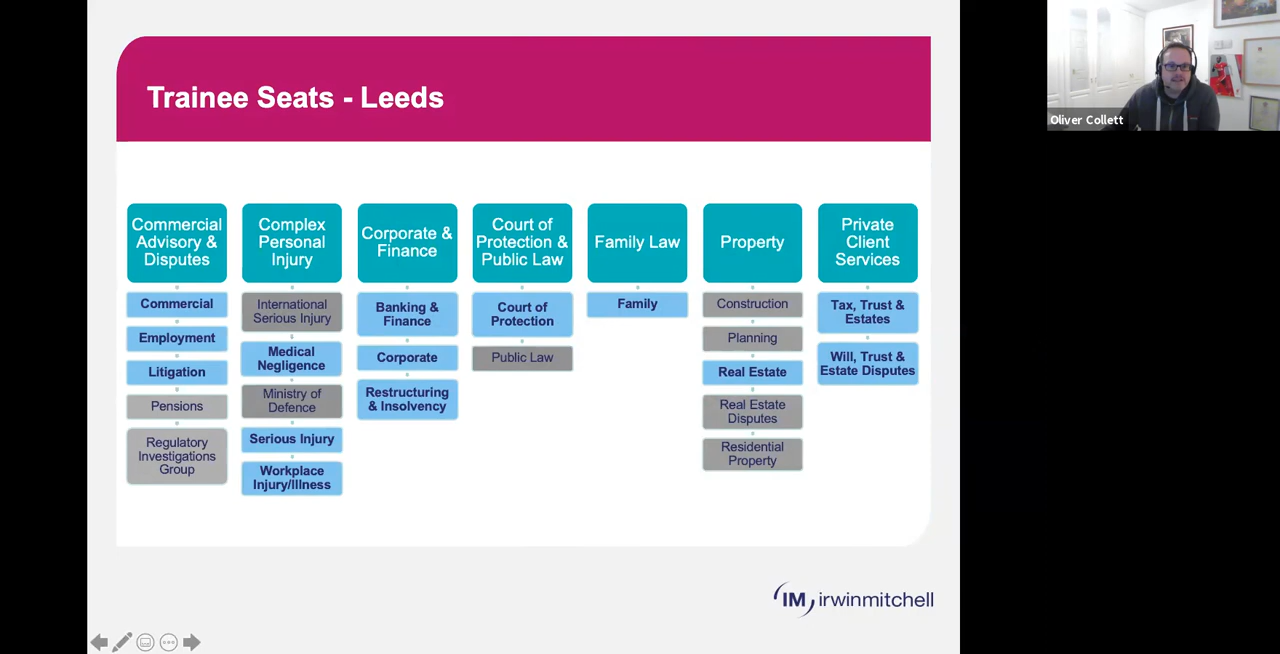 Trainee Seats - Leeds
Commercial
Advisory &
Disputes
Commercial
Employment
Litigation
Pensions
Regulatory
Investigations
Group
Complex
Personal
Injury
International
Serious Injury
Medical
Negligence
Ministry of
Defence
Serious Injury
Workplace
Injury/Illness
Corporate &
Finance
Banking &
Finance
Corporate
Restructuring
& Insolvency
Court of
Protection &
Public Law
Court of
Protection
Public Law
Family Law
Family
Property
Construction
Planning
Real Estate
Real Estate
Disputes
Residential
Property
Private
Client
Services
Tax, Trust &
Estates
Will, Trust &
Estate Disputes
IM irwinmitchell
Oliver Collett